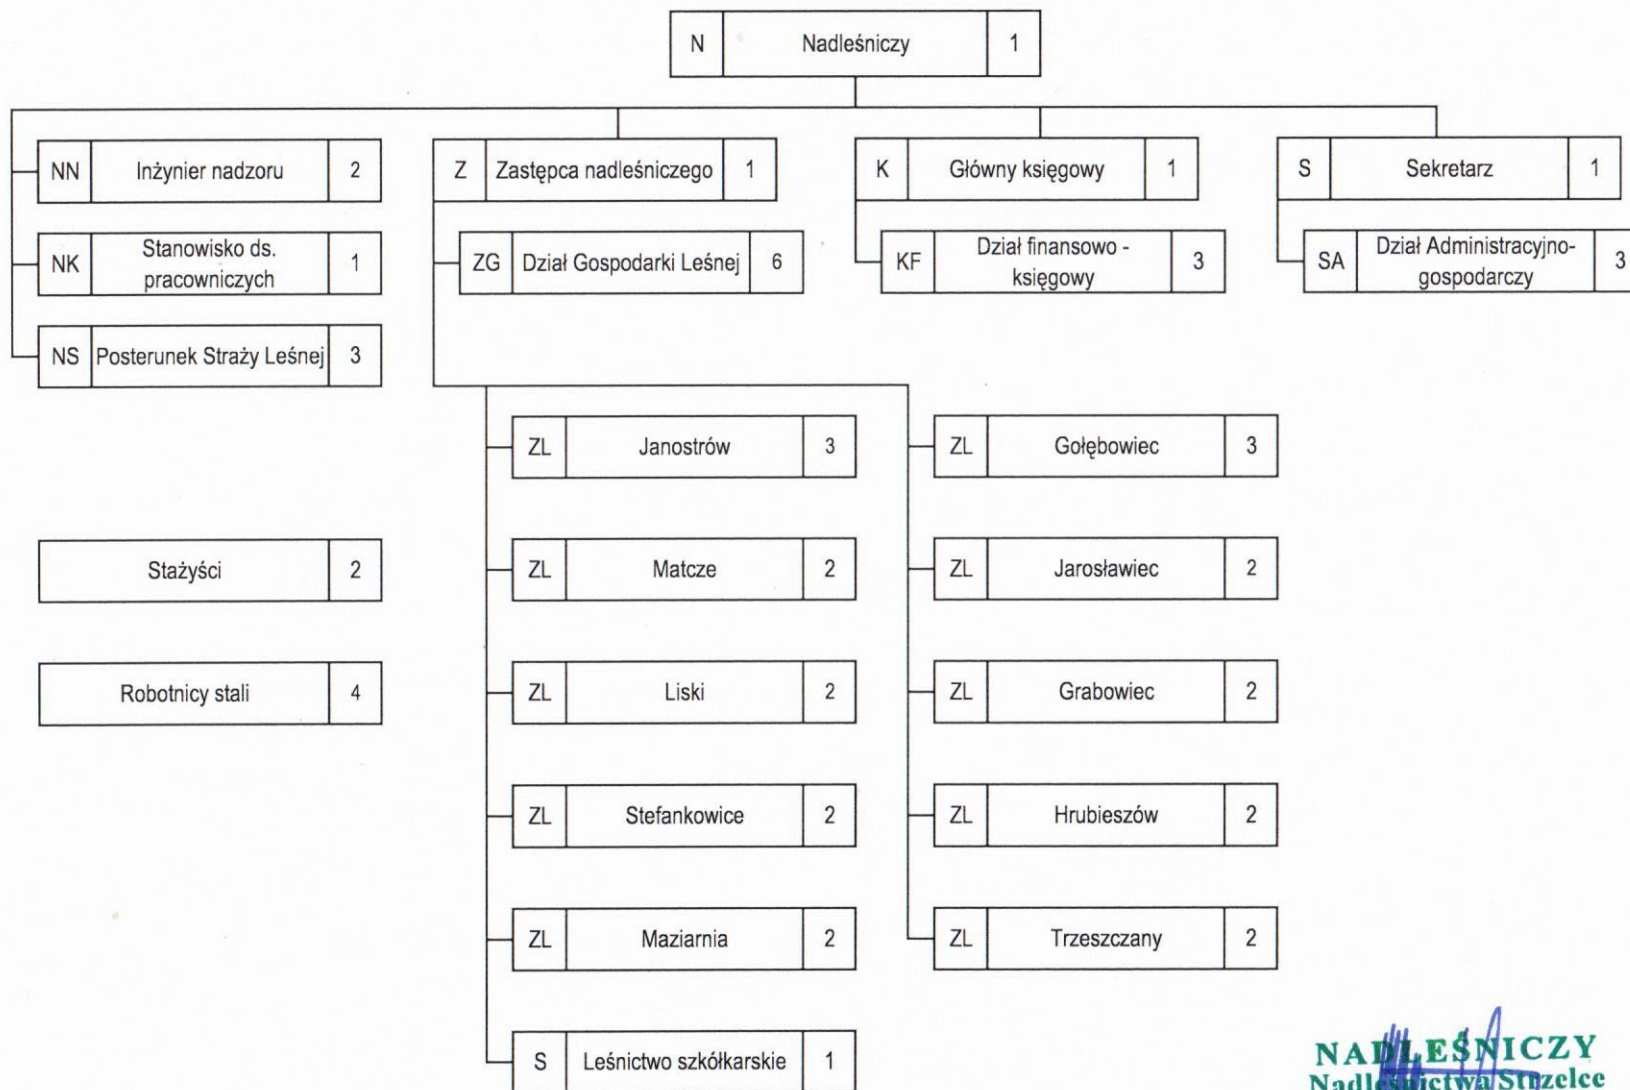 N Nadleśniczy 1
NN Inżynier nadzoru 2
Z Zastępca nadleśniczego 1
K Główny księgowy 1
S Sekretarz 1
NK Stanowisko ds.
pracowniczych 1
ZG Dział Gospodarki Leśnej 6
KF Dział finansowo -
księgowy 3
SA Dział Administracyjno-
gospodarczy 3
NS Posterunek Straży Leśnej 3
ZL Janostrów 3
ZL Gołębowiec 3
Stażyści 2
ZL Matcze 2
ZL Jarosławiec 2
Robotnicy stali 4
ZL Liski 2
ZL Grabowiec 2
ZL Stefankowice 2
ZL Hrubieszów 2
ZL Maziarnia 2
ZL Trzeszczany 2
S Leśnictwo szkółkarskie 1
NADLEŚNICZY
Nadleśnictwa Strzelce